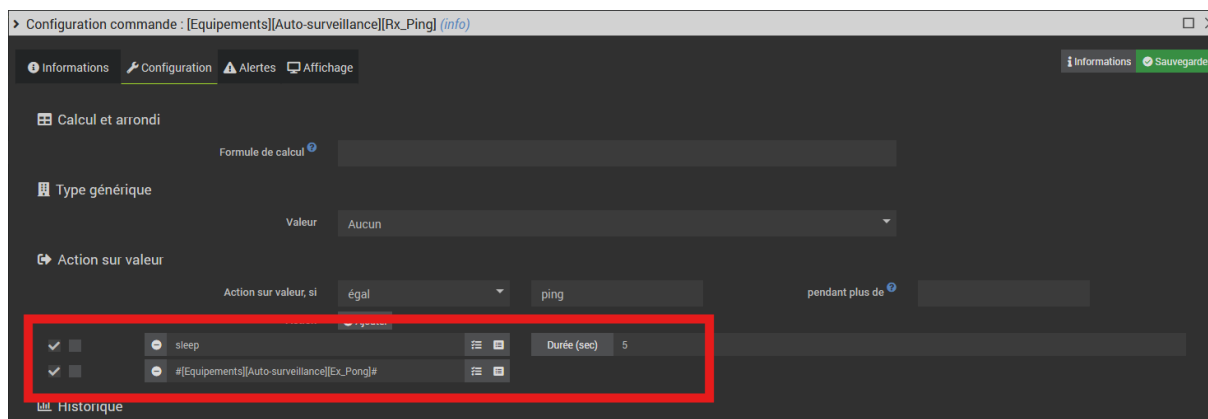 Configuration commande : [Equipements][Auto-surveillance][Rx_Ping] (info)
Informations Configuration Alertes Affichage Informations Sauvegarde
Calcul et arrondi
Formule de calcul
Type générique
Valeur Aucun
Action sur valeur
Action sur valeur, si égal ping pendant plus de
Ajouter
sleep Durée (sec) 5
#[Equipements][Auto-surveillance][Ex_Pong]#
Historique